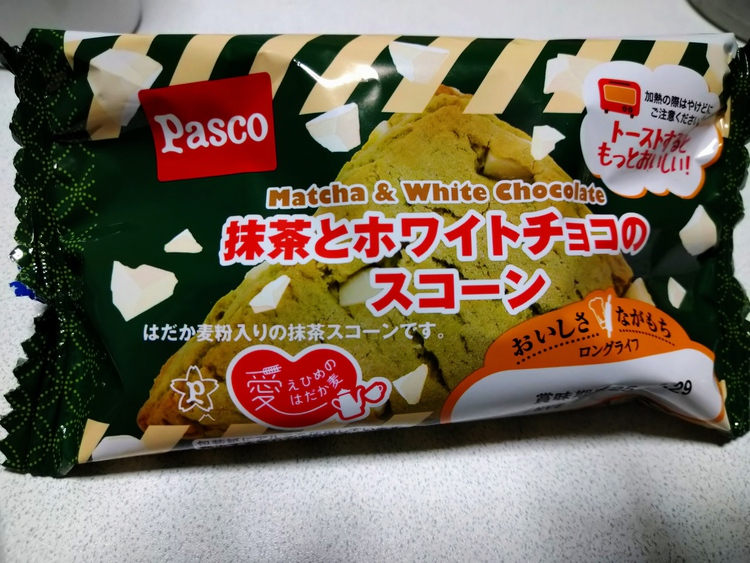 Pasco
加熱の際はやけどに
ご注意ください
トーストすると
もっとおいしい!
Matcha & White Chocolate
抹茶とホワイトチョコの
スコーン
はだか麦粉入りの抹茶スコーンです。
愛
えひめの
はだか麦
P
おいしさ ながもち
ロングライフ
賞味期